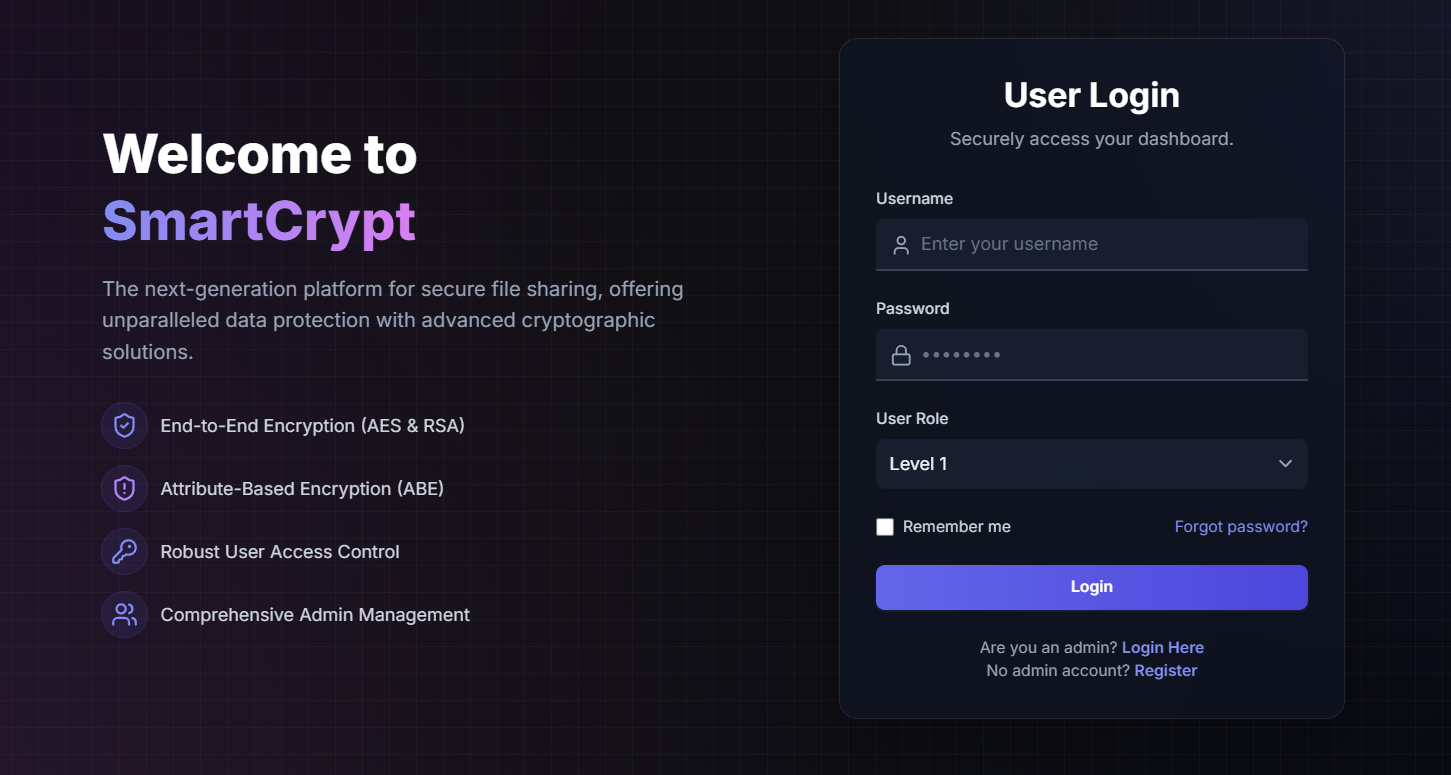 Welcome to
SmartCrypt
The next-generation platform for secure file sharing, offering
unparalleled data protection with advanced cryptographic
solutions.
End-to-End Encryption (AES & RSA)
Attribute-Based Encryption (ABE)
Robust User Access Control
Comprehensive Admin Management
User Login
Securely access your dashboard.
Username
Enter your username
Password
••••••••
User Role
Level 1
Remember me
Forgot password?
Login
Are you an admin? Login Here
No admin account? Register